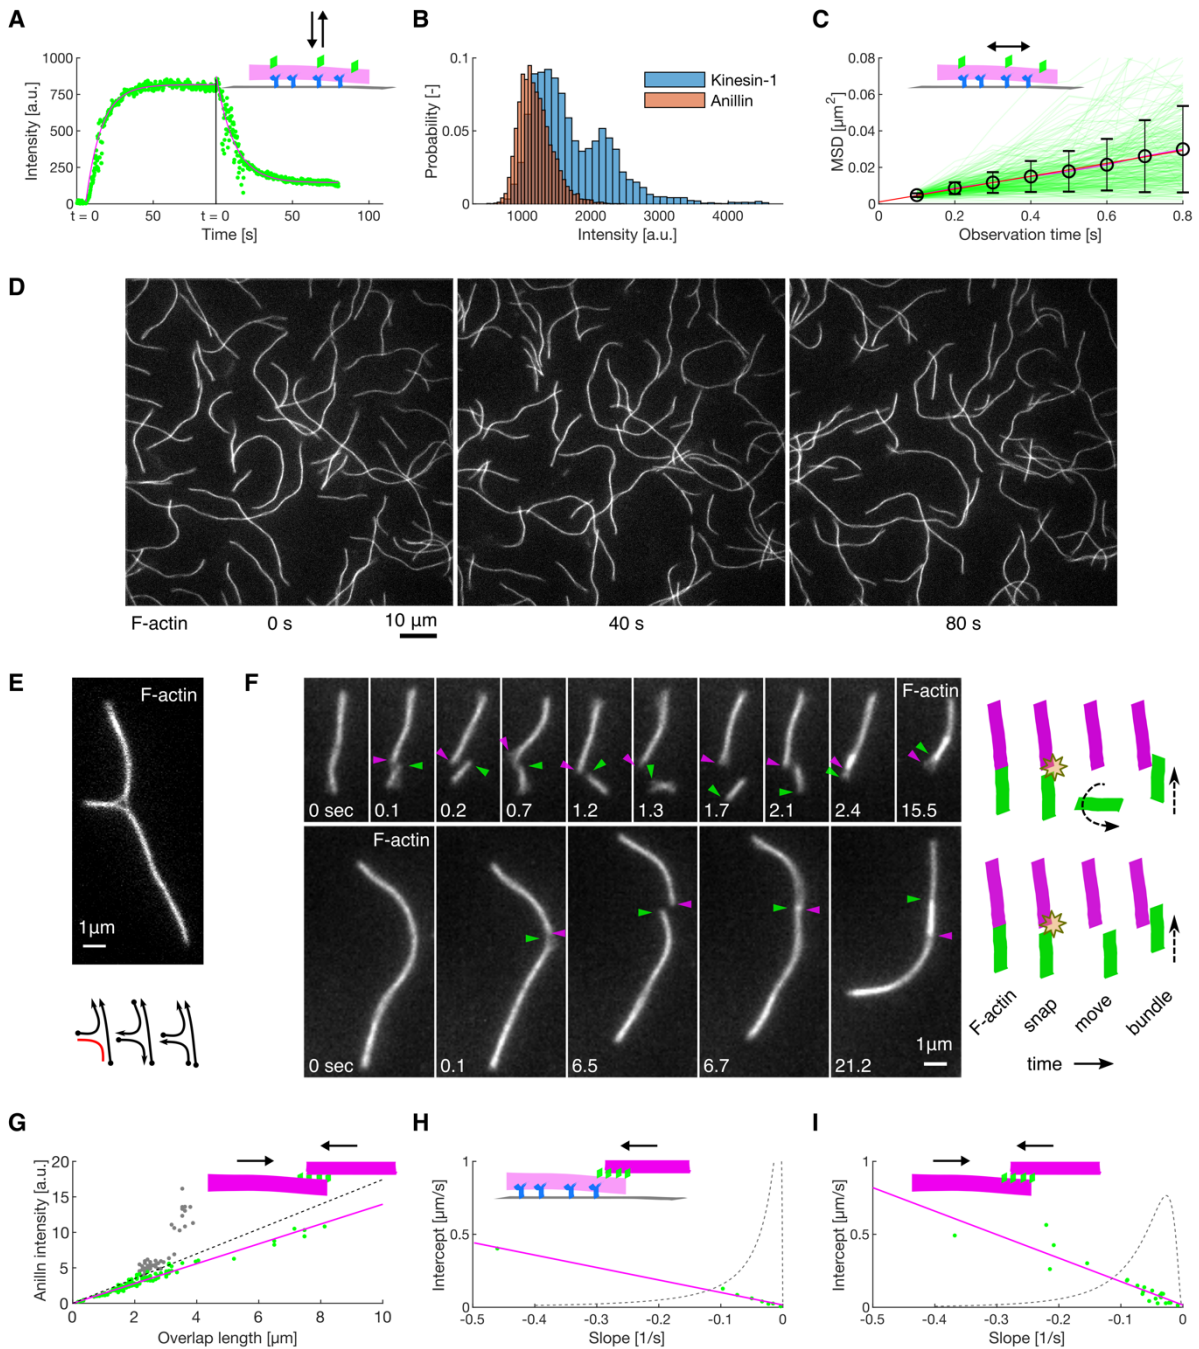 A
1000
750
500
250
0
Intensity [a.u.]
t = 0
50
t = 0
50
100
Time [s]
B
0.1
0.05
0
Probability [-]
Kinesin-1
Anillin
1000
2000
3000
4000
Intensity [a.u.]
C
0.08
0.06
0.04
0.02
0
MSD [µm²]
0
0.2
0.4
0.6
0.8
Observation time [s]
D
F-actin
0 s
10 µm
40 s
80 s
E
F-actin
1µm
F
F-actin
0 sec
0.1
0.2
0.7
1.2
1.3
1.7
2.1
2.4
15.5
F-actin
0 sec
0.1
6.5
6.7
21.2
1µm
F-actin
snap
move
bundle
time
G
20
15
10
5
0
Anilln intensity [a.u.]
0
2
4
6
8
10
Overlap length [µm]
H
1
0.5
0
Intercept [µm/s]
-0.5
-0.4
-0.3
-0.2
-0.1
0
Slope [1/s]
I
1
0.5
0
Intercept [µm/s]
-0.5
-0.4
-0.3
-0.2
-0.1
0
Slope [1/s]